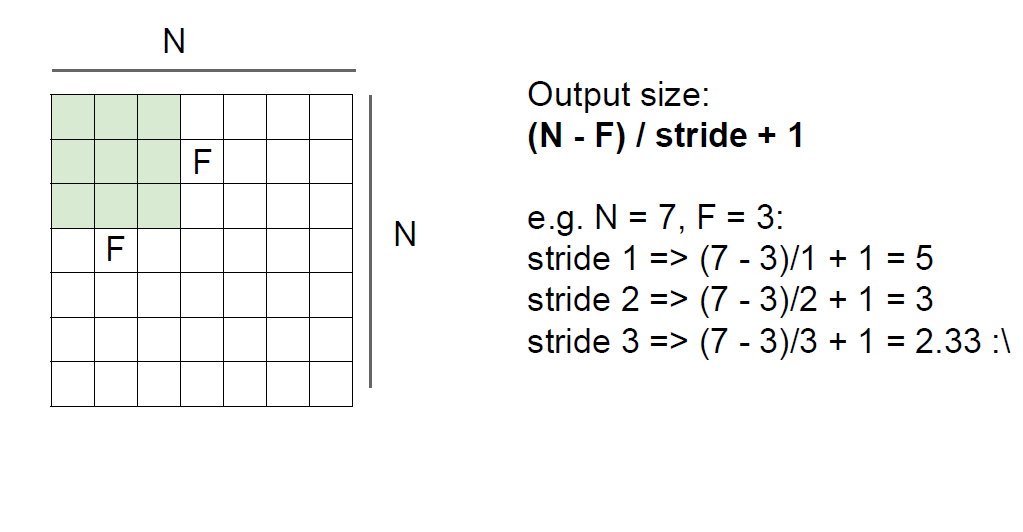 N
F
F
N
Output size:
(N - F) / stride + 1
e.g. N = 7, F = 3:
stride 1 => (7 - 3)/1 + 1 = 5
stride 2 => (7 - 3)/2 + 1 = 3
stride 3 => (7 - 3)/3 + 1 = 2.33 :\